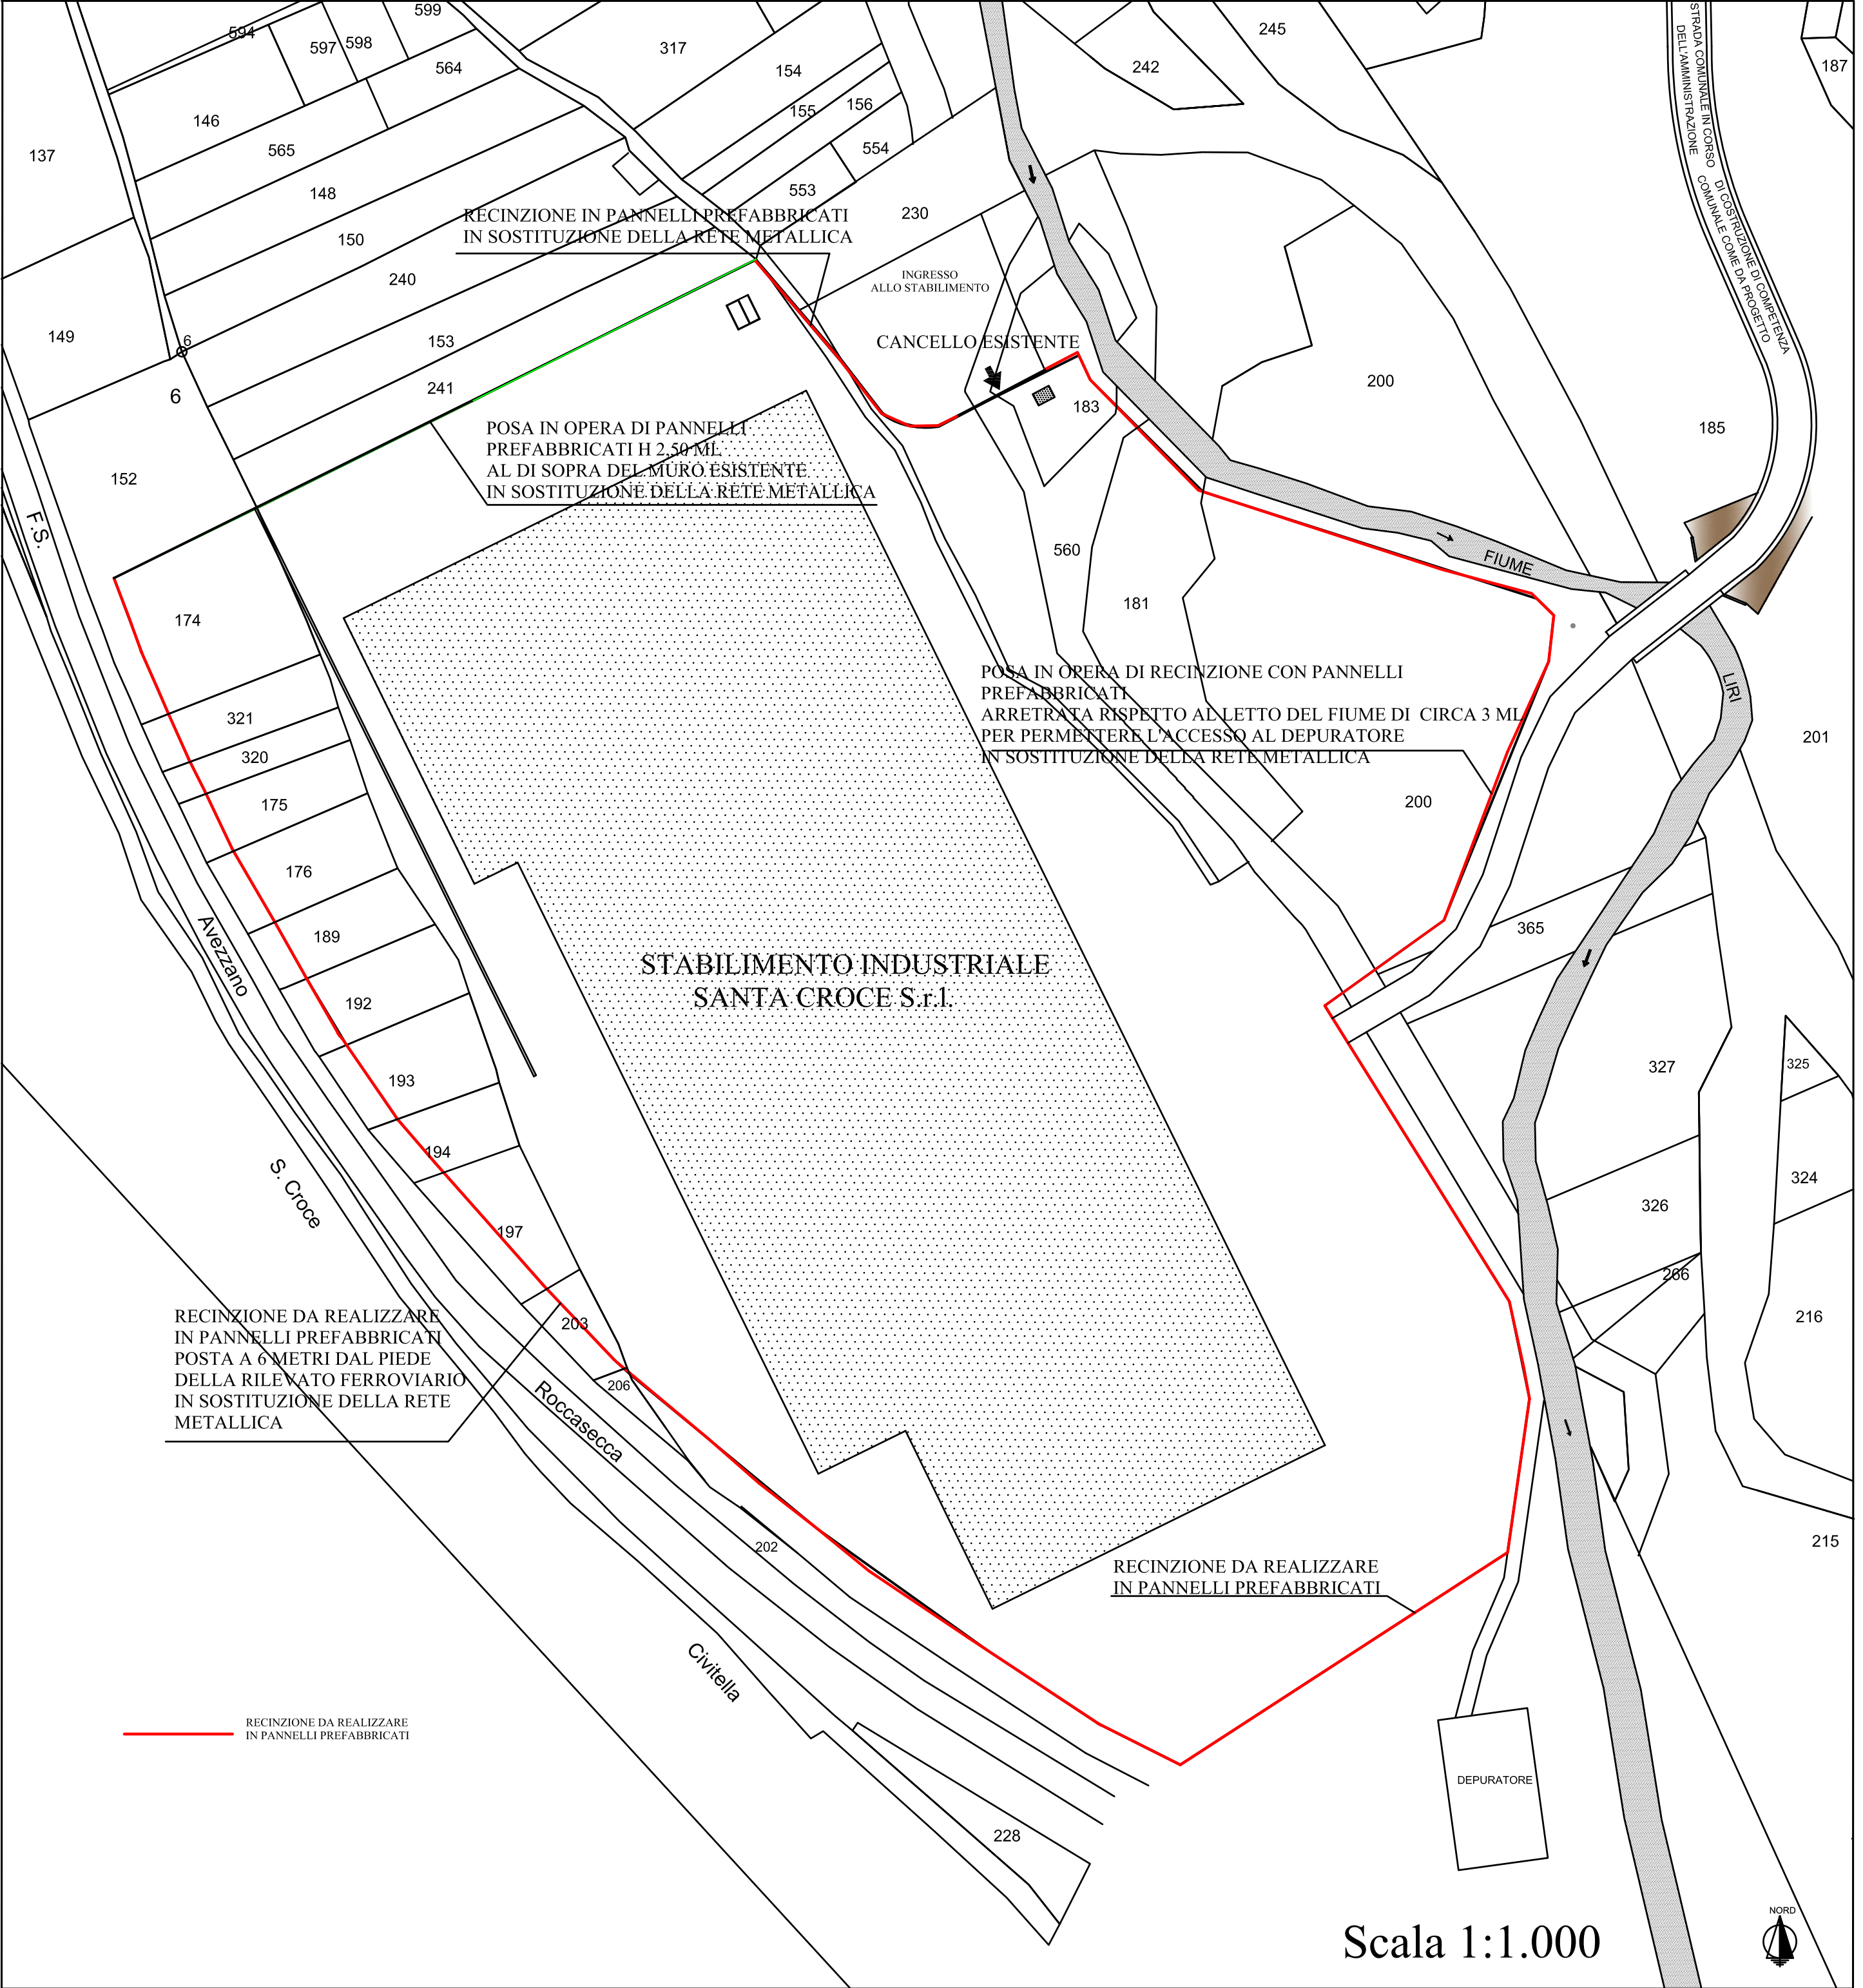 594
597
598
599
564
317
154
155
156
554
553
242
245
187
STRADA COMUNALE IN CORSO DI COSTRUZIONE DI COMPETENZA
DELL'AMMINISTRAZIONE COMUNALE COME DA PROGETTO
137
146
565
148
150
240
153
241
149
6
6
152
230
RECINZIONE IN PANNELLI PREFABBRICATI
IN SOSTITUZIONE DELLA RETE METALLICA
INGRESSO
ALLO STABILIMENTO
CANCELLO ESISTENTE
183
200
185
POSA IN OPERA DI PANNELLI
PREFABBRICATI H 2,50 ML
AL DI SOPRA DEL MURO ESISTENTE
IN SOSTITUZIONE DELLA RETE METALLICA
F.S.
560
181
FIUME
LIRI
174
321
320
175
176
189
192
193
194
197
203
206
202
POSA IN OPERA DI RECINZIONE CON PANNELLI
PREFABBRICATI
ARRETRATA RISPETTO AL LETTO DEL FIUME DI CIRCA 3 ML
PER PERMETTERE L'ACCESSO AL DEPURATORE
IN SOSTITUZIONE DELLA RETE METALLICA
200
201
365
327
325
324
326
266
216
215
Avezzano
STABILIMENTO INDUSTRIALE
SANTA CROCE S.r.l.
S. Croce
RECINZIONE DA REALIZZARE
IN PANNELLI PREFABBRICATI
POSTA A 6 METRI DAL PIEDE
DELLA RILEVATO FERROVIARIO
IN SOSTITUZIONE DELLA RETE
METALLICA
Roccasecca
Civitella
RECINZIONE DA REALIZZARE
IN PANNELLI PREFABBRICATI
RECINZIONE DA REALIZZARE
IN PANNELLI PREFABBRICATI
DEPURATORE
228
Scala 1:1.000
NORD